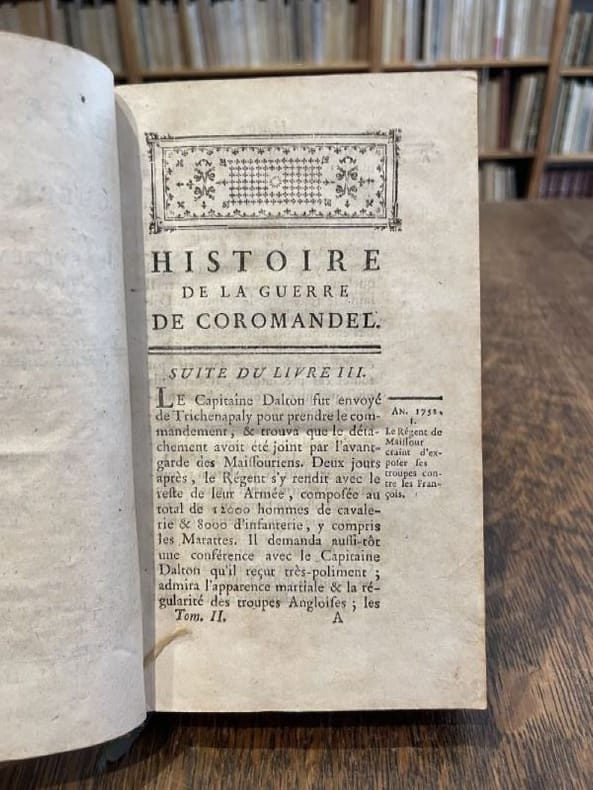 HISTOIRE
DE LA GUERRE
DE COROMANDEL.
SUITE DU LIVRE III.
LE Capitaine Dalton fut envoyé
de Trichenapaly pour prendre le com-
mandement, & trouva que le déta-
chement avoit été joint par l'avant-
garde des Maissouriens. Deux jours
après, le Régent s'y rendit avec le
reste de leur Armée, composée au
total de 12000 hommes de cavale-
rie & 8000 d'infanterie, y compris
les Marattes. Il demanda aussi-tôt
une conférence avec le Capitaine
Dalton qu'il reçut très-poliment ;
admira l'apparence martiale & la ré-
gularité des troupes Angloises ; les
Tom. II. A
AN. 1752.
I.
Le Régent de
Maissour
craint d'ex-
poser ses
troupes con-
tre les Fran-
çois.